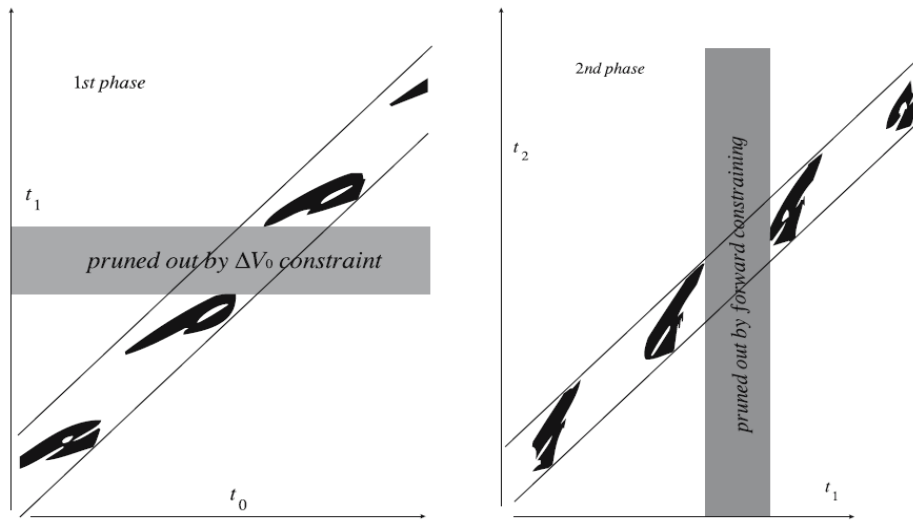 1st phase
t1
pruned out by ΔV0 constraint
t0
2nd phase
t2
pruned out by forward constraining
t1